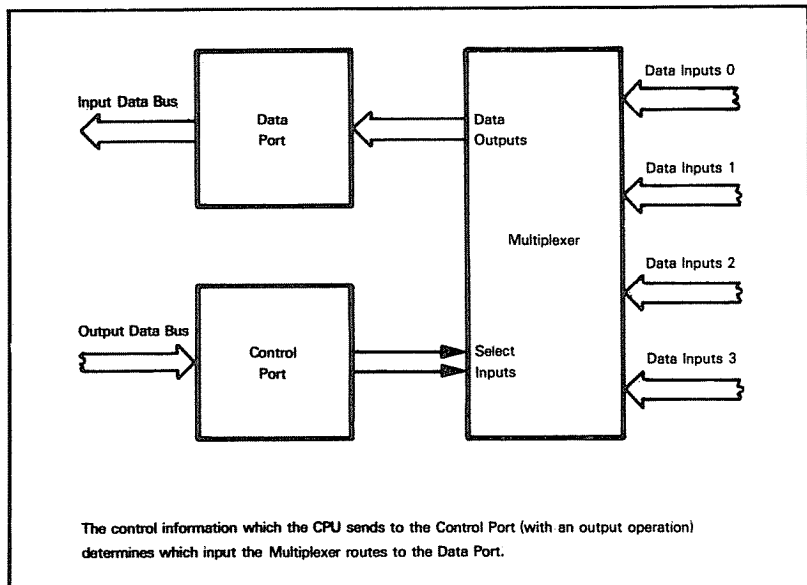 Input Data Bus
Data
Port
Data
Outputs
Data Inputs 0
Data Inputs 1
Multiplexer
Data Inputs 2
Output Data Bus
Control
Port
Select
Inputs
Data Inputs 3
The control information which the CPU sends to the Control Port (with an output operation)
determines which input the Multiplexer routes to the Data Port.